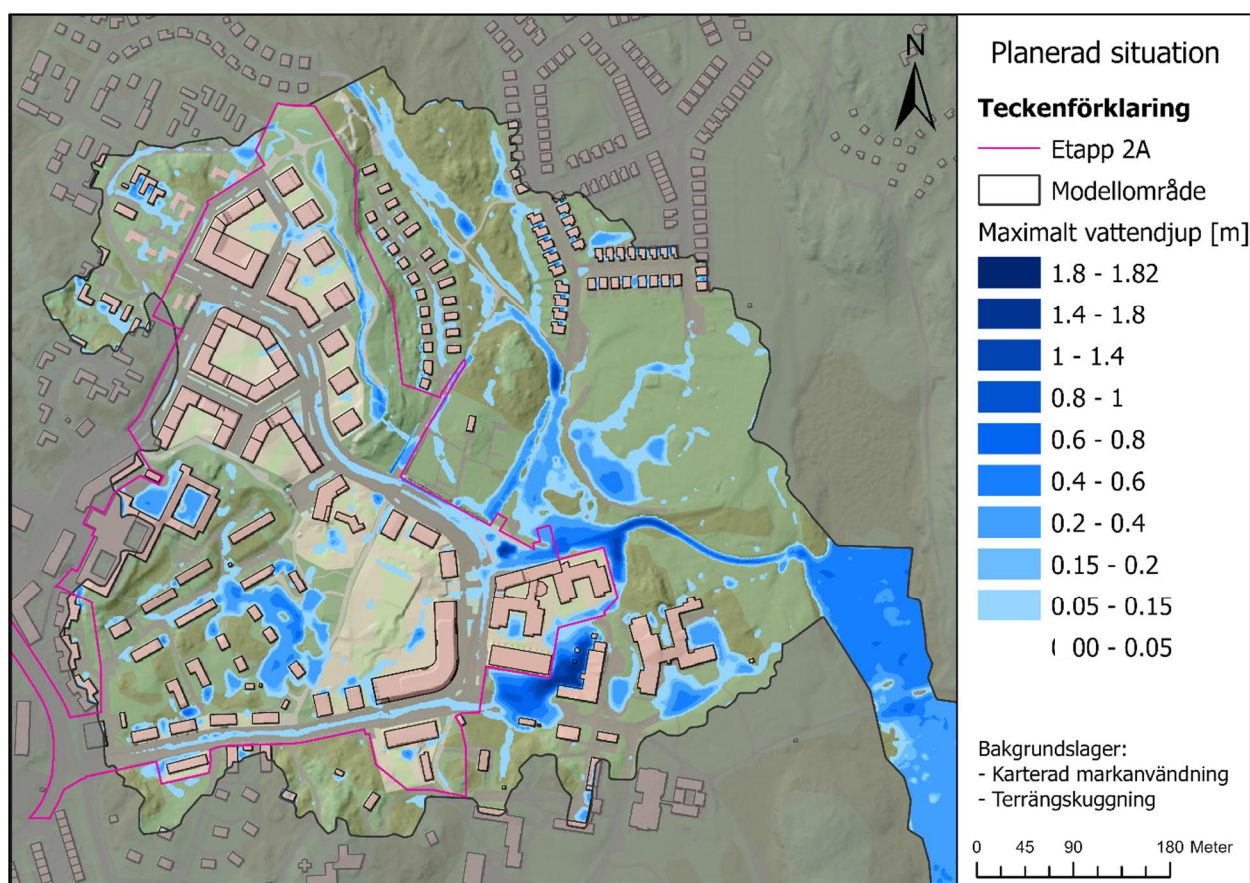 N
Planerad situation
Teckenförklaring
Etapp 2A
Modellområde
Maximalt vattendjup [m]
1.8 - 1.82
1.4 - 1.8
1 - 1.4
0.8 - 1
0.6 - 0.8
0.4 - 0.6
0.2 - 0.4
0.15 - 0.2
0.05 - 0.15
00 - 0.05
Bakgrundslager:
- Karterad markanvändning
- Terrängskuggning
0 45 90 180 Meter